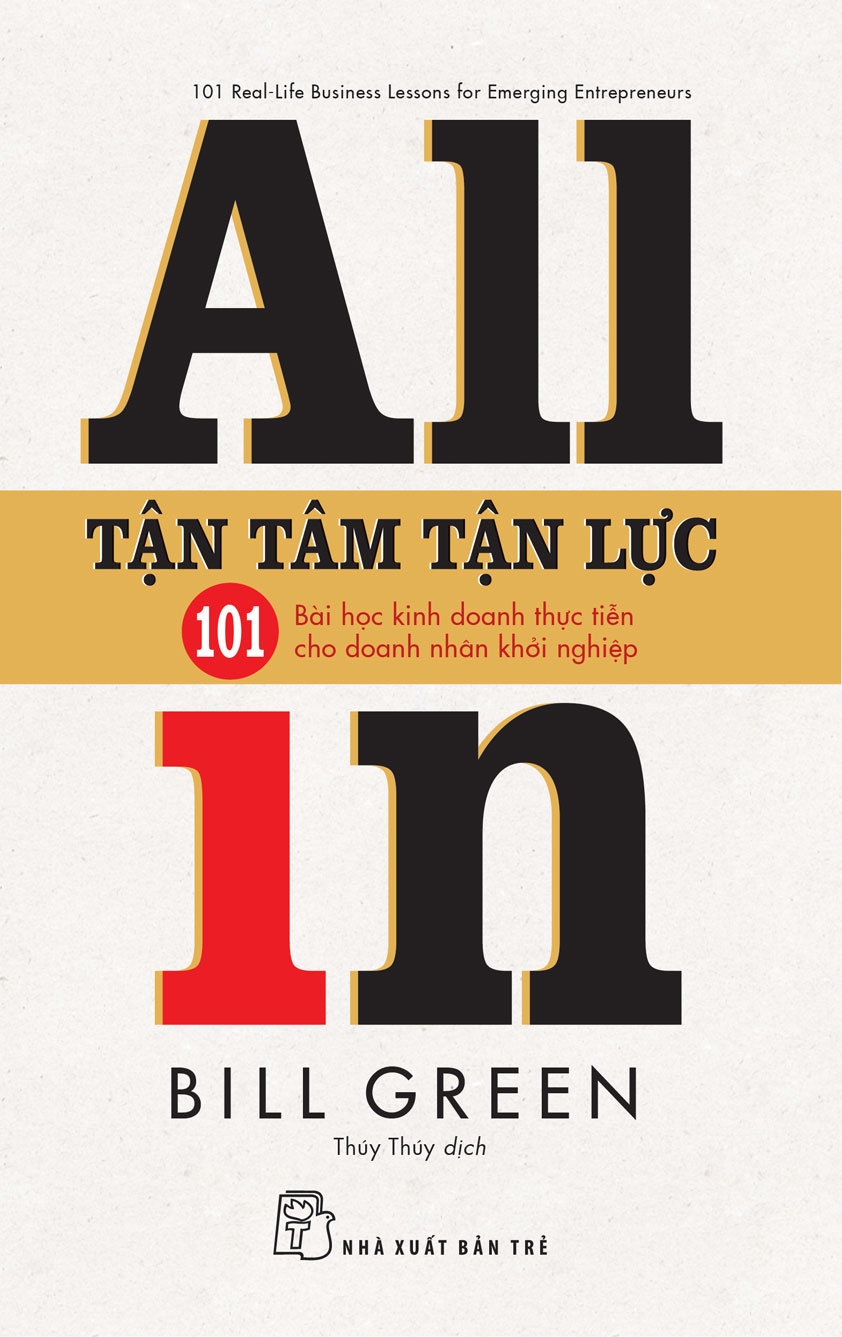 101 Real-Life Business Lessons for Emerging Entrepreneurs
All
TẬN TÂM TẬN LỰC
101
Bài học kinh doanh thực tiễn
cho doanh nhân khởi nghiệp
in
BILL GREEN
Thúy Thúy dịch
T
NHÀ XUẤT BẢN TRẺ